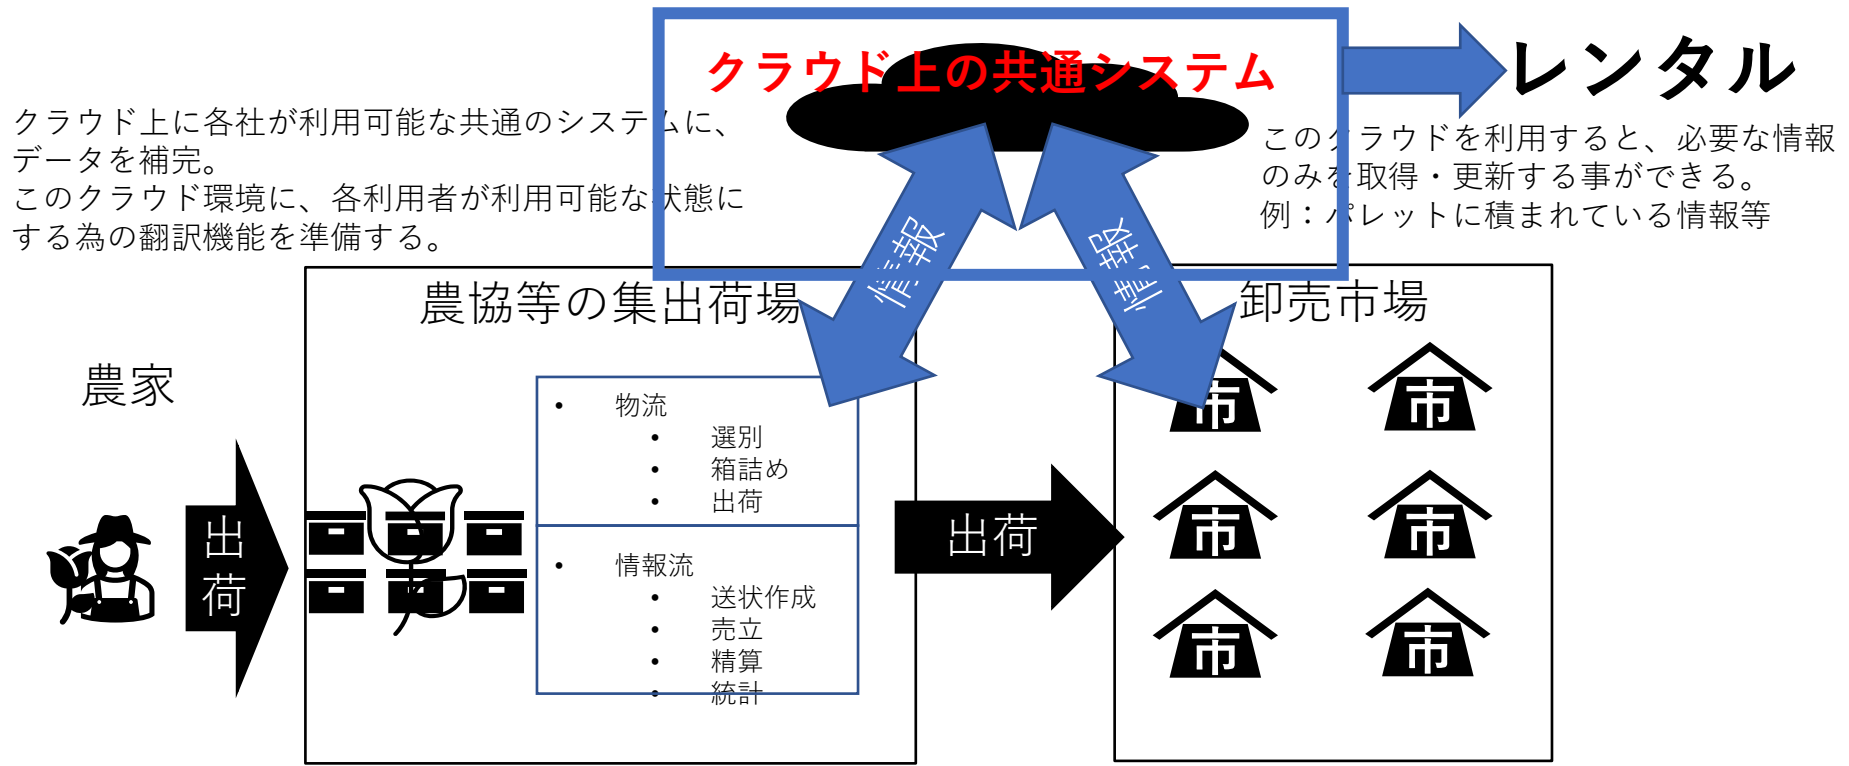 クラウド上の共通システム
レンタル
クラウド上に各社が利用可能な共通のシステムに、
データを補完。
このクラウド環境に、各利用者が利用可能な状態に
する為の翻訳機能を準備する。
このクラウドを利用すると、必要な情報
のみを取得・更新する事ができる。
例：パレットに積まれている情報等
情報
情報
農協等の集出荷場
卸売市場
農家
出
荷
• 物流
• 選別
• 箱詰め
• 出荷
• 情報流
• 送状作成
• 売立
• 精算
• 統計
出荷
市
市
市
市
市
市